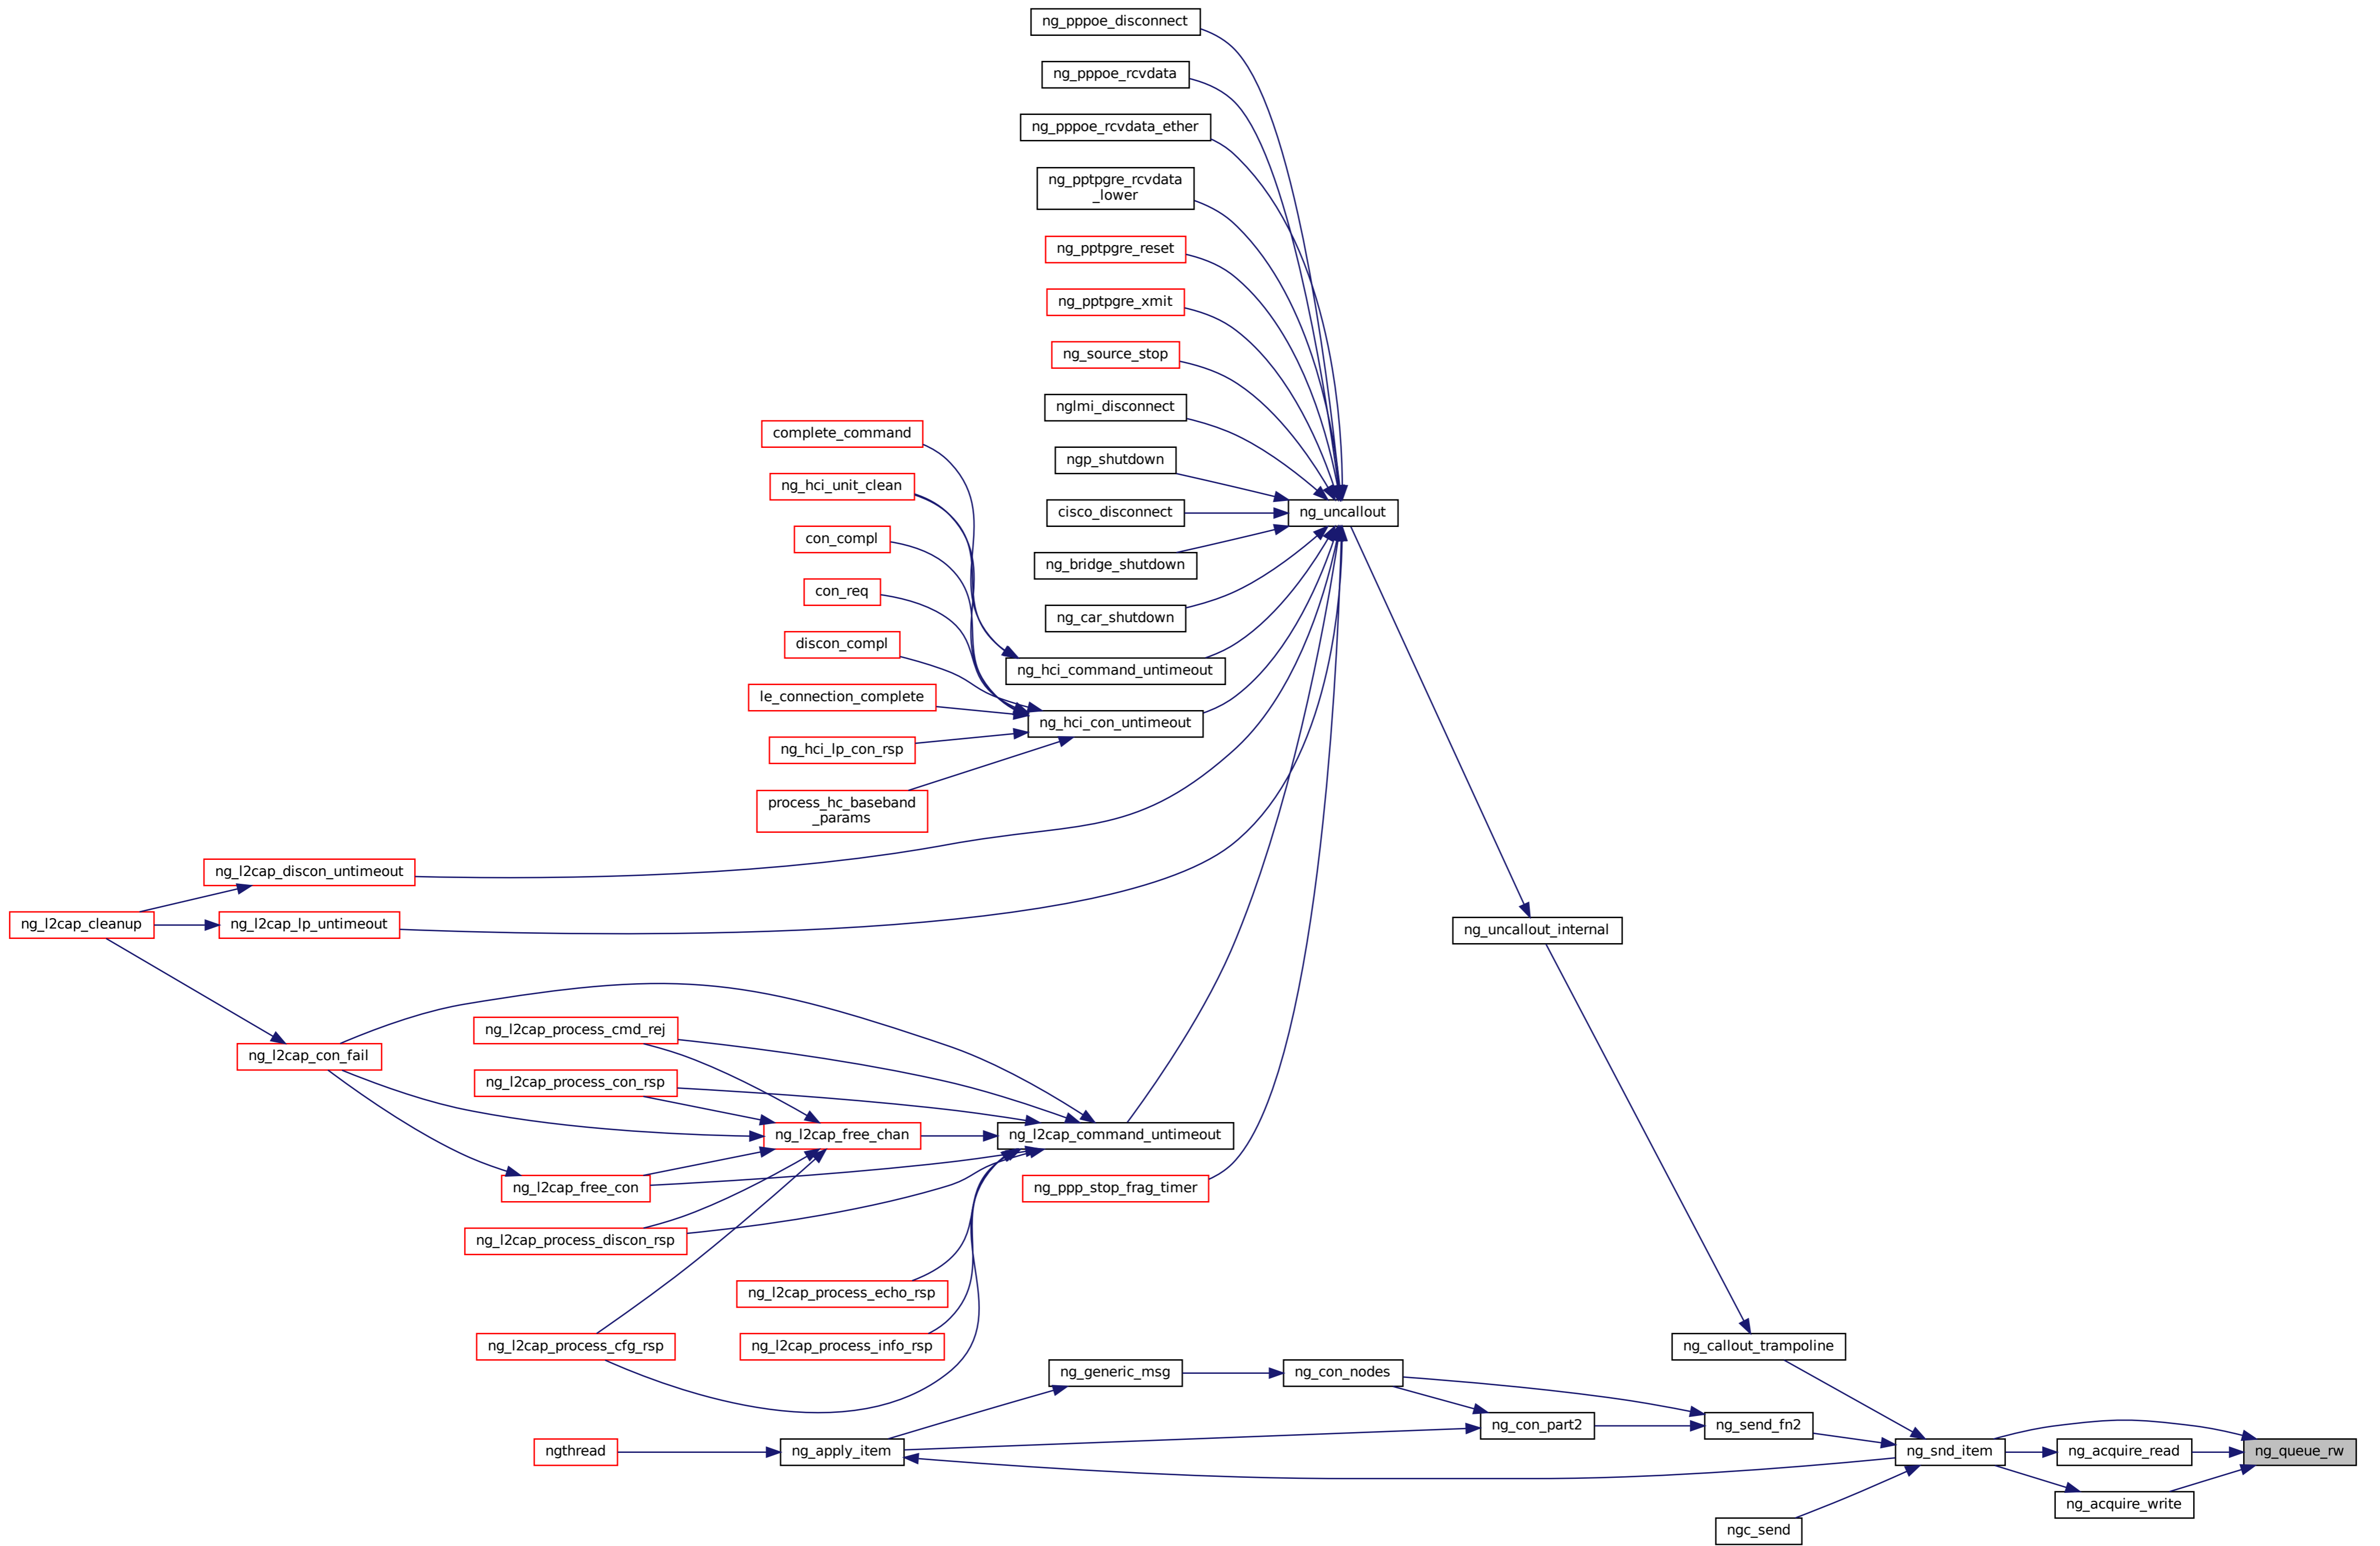 ng_pppoe_disconnect
ng_pppoe_rcvdata
ng_pppoe_rcvdata_ether
ng_pptpgre_rcvdata
_lower
ng_pptpgre_reset
ng_pptpgre_xmit
ng_source_stop
nglmi_disconnect
complete_command
ngp_shutdown
ng_hci_unit_clean
cisco_disconnect
ng_uncallout
con_compl
ng_bridge_shutdown
con_req
ng_car_shutdown
discon_compl
ng_hci_command_untimeout
le_connection_complete
ng_hci_con_untimeout
ng_hci_lp_con_rsp
process_hc_baseband
_params
ng_l2cap_discon_untimeout
ng_l2cap_cleanup
ng_l2cap_lp_untimeout
ng_uncallout_internal
ng_l2cap_process_cmd_rej
ng_l2cap_con_fail
ng_l2cap_process_con_rsp
ng_l2cap_free_chan
ng_l2cap_command_untimeout
ng_l2cap_free_con
ng_ppp_stop_frag_timer
ng_l2cap_process_discon_rsp
ng_l2cap_process_echo_rsp
ng_l2cap_process_cfg_rsp
ng_l2cap_process_info_rsp
ng_callout_trampoline
ng_generic_msg
ng_con_nodes
ng_con_part2
ng_send_fn2
ngthread
ng_apply_item
ng_snd_item
ng_acquire_read
ng_queue_rw
ng_acquire_write
ngc_send